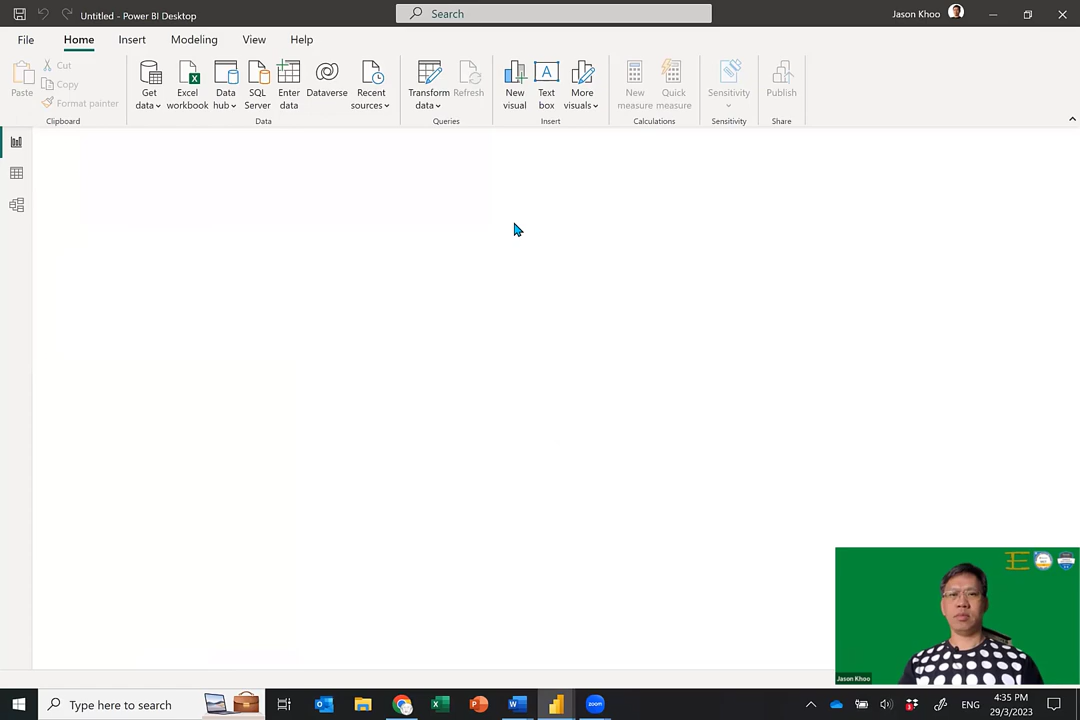 Untitled - Power BI Desktop
Search
Jason Khoo
File
Home
Insert
Modeling
View
Help
Paste
Cut
Copy
Format painter
Clipboard
Get data
Excel workbook
Data hub
SQL Server
Enter data
Dataverse
Recent sources
Data
Transform data
Refresh
Queries
New visual
Text box
More visuals
Insert
New measure
Quick measure
Calculations
Sensitivity
Sensitivity
Publish
Share
Jason Khoo
Type here to search
zoom
ENG
4:35 PM
29/3/2023